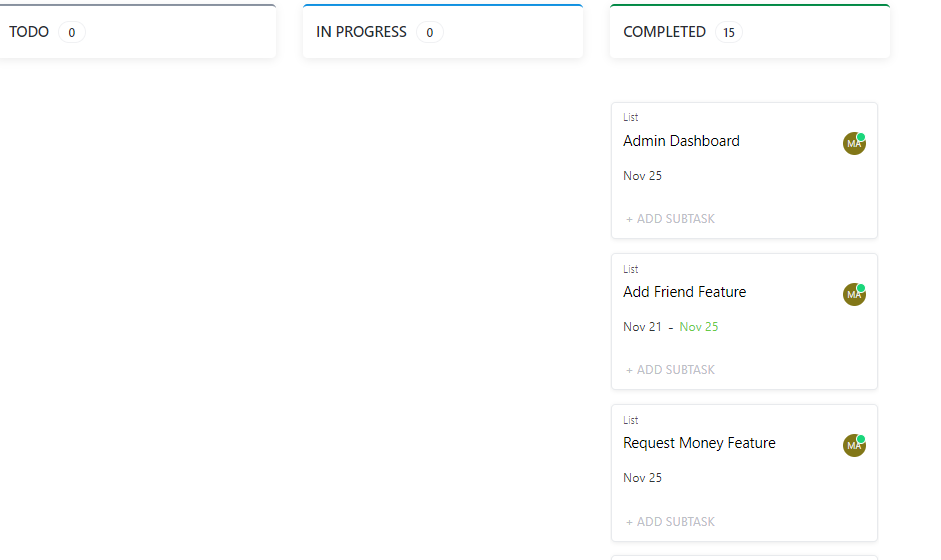 TODO 0
IN PROGRESS 0
COMPLETED 15
List
Admin Dashboard
MA
Nov 25
+ ADD SUBTASK
List
Add Friend Feature
MA
Nov 21 - Nov 25
+ ADD SUBTASK
List
Request Money Feature
MA
Nov 25
+ ADD SUBTASK